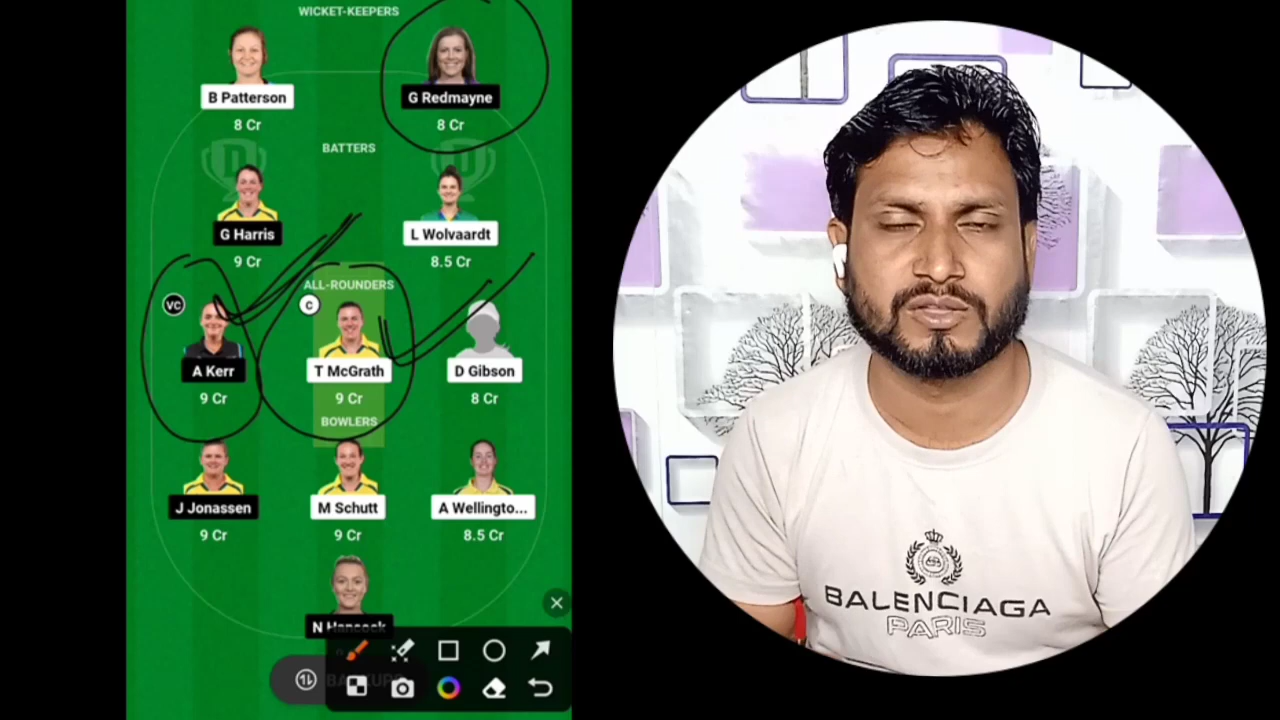 WICKET-KEEPERS
B Patterson G Redmayne
8 Cr 8 Cr
BATTERS
G Harris L Wolvaardt
9 Cr 8.5 Cr
ALL-ROUNDERS
VC C
A Kerr T McGrath D Gibson
9 Cr 9 Cr 8 Cr
BOWLERS
J Jonassen M Schutt A Wellingto...
9 Cr 9 Cr 8.5 Cr
N Hancock
BALENCIAGA
PARIS